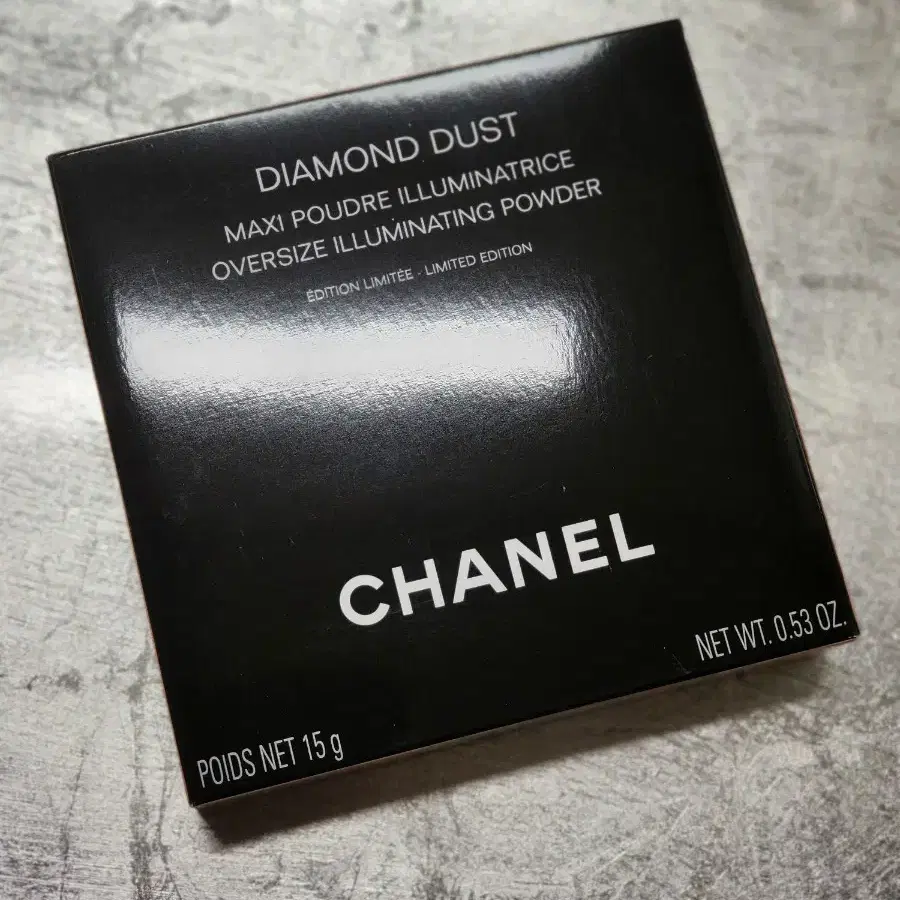 DIAMOND DUST
MAXI POUDRE ILLUMINATRICE
OVERSIZE ILLUMINATING POWDER
ÉDITION LIMITÉE · LIMITED EDITION
CHANEL
NET WT. 0.53 OZ.
POIDS NET 15 g